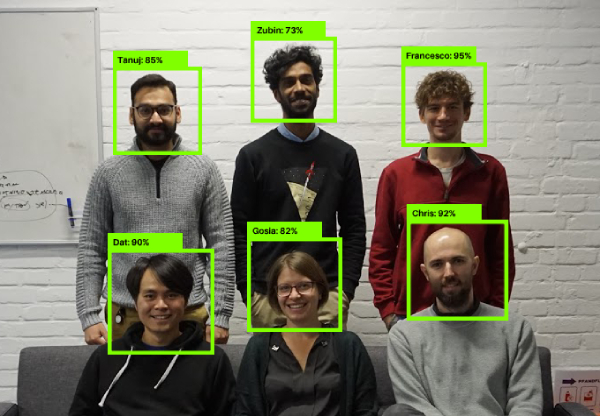 Zubin: 73%
Tanuj: 85%
Francesco: 95%
Chris: 92%
Gosia: 82%
Dat: 90%